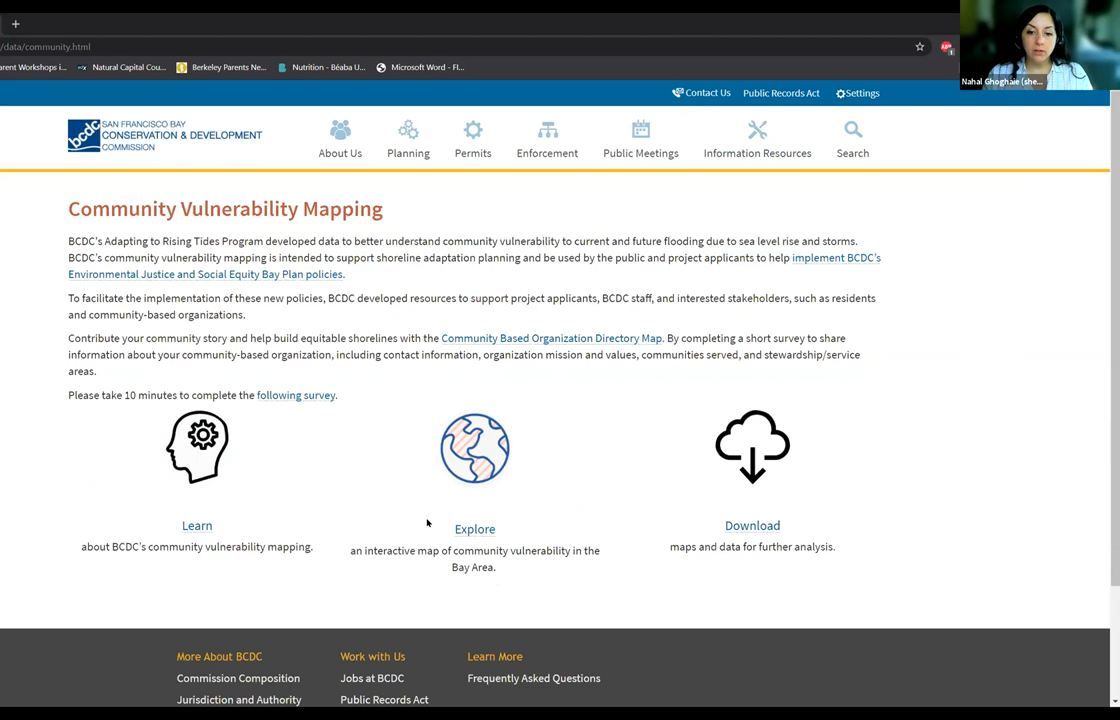 Nahal Ghoghaie (she...
/data/community.html
arent Workshops i...
Natural Capital Cou...
Berkeley Parents Ne...
Nutrition - Béaba U...
Microsoft Word - Fl...
Contact Us
Public Records Act
Settings
bcdc
SAN FRANCISCO BAY
CONSERVATION & DEVELOPMENT
COMMISSION
About Us
Planning
Permits
Enforcement
Public Meetings
Information Resources
Search
Community Vulnerability Mapping
BCDC's Adapting to Rising Tides Program developed data to better understand community vulnerability to current and future flooding due to sea level rise and storms.
BCDC's community vulnerability mapping is intended to support shoreline adaptation planning and be used by the public and project applicants to help implement BCDC's
Environmental Justice and Social Equity Bay Plan policies.
To facilitate the implementation of these new policies, BCDC developed resources to support project applicants, BCDC staff, and interested stakeholders, such as residents
and community-based organizations.
Contribute your community story and help build equitable shorelines with the Community Based Organization Directory Map. By completing a short survey to share
information about your community-based organization, including contact information, organization mission and values, communities served, and stewardship/service
areas.
Please take 10 minutes to complete the following survey.
Learn
about BCDC's community vulnerability mapping.
Explore
an interactive map of community vulnerability in the
Bay Area.
Download
maps and data for further analysis.
More About BCDC
Commission Composition
Jurisdiction and Authority
Work with Us
Jobs at BCDC
Public Records Act
Learn More
Frequently Asked Questions